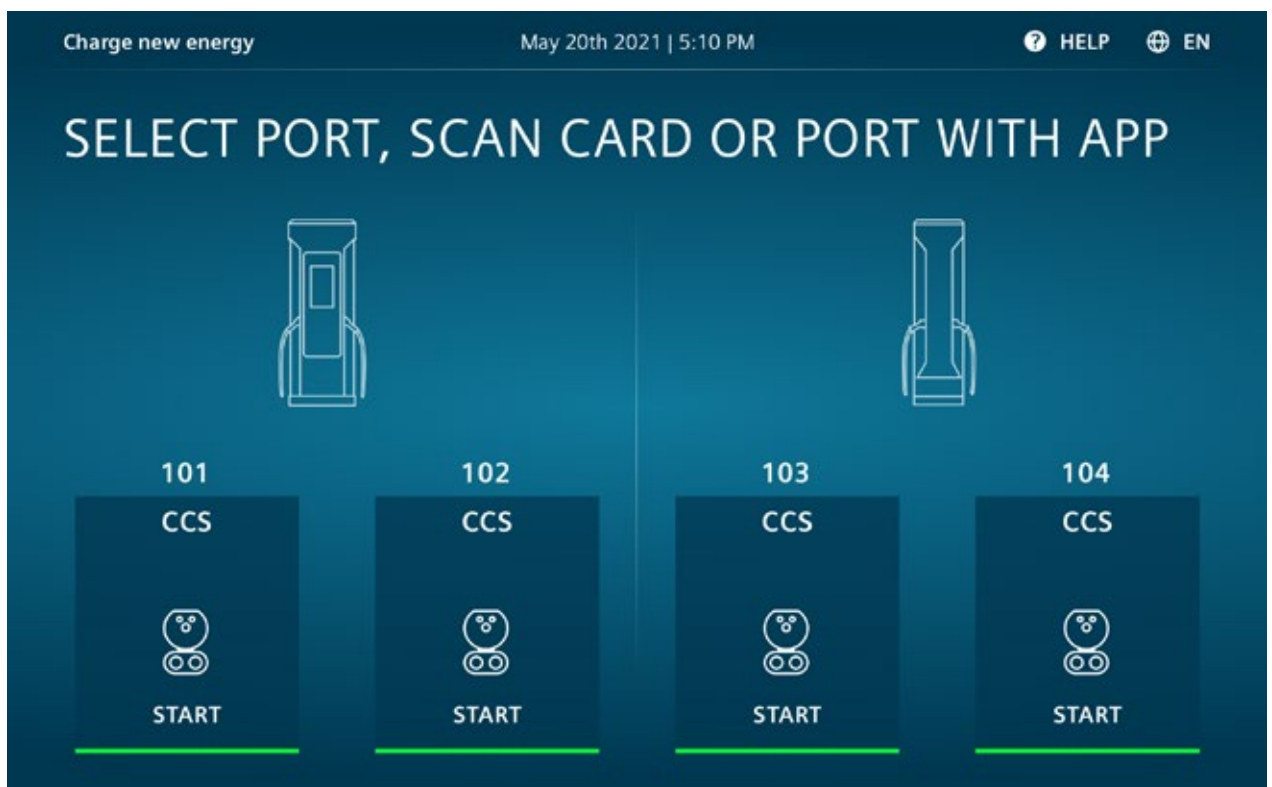 Charge new energy
May 20th 2021 | 5:10 PM
? HELP
EN
SELECT PORT, SCAN CARD OR PORT WITH APP
101
102
103
104
CCS
CCS
CCS
CCS
START
START
START
START